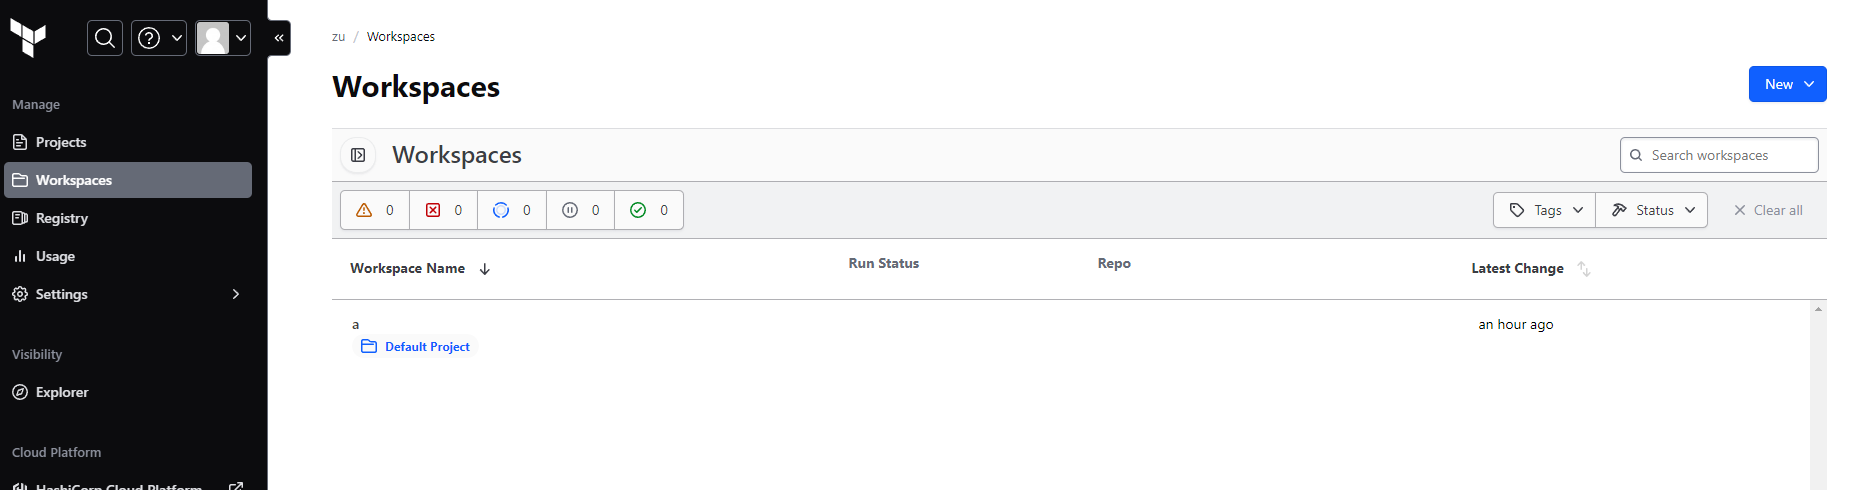 Manage
Projects
Workspaces
Registry
Usage
Settings
Visibility
Explorer
Cloud Platform
HashiCorp Cloud Platform
zu / Workspaces
Workspaces
New
Workspaces
Search workspaces
0 0 0 0 0
Tags Status Clear all
Workspace Name Run Status Repo Latest Change
a an hour ago
Default Project